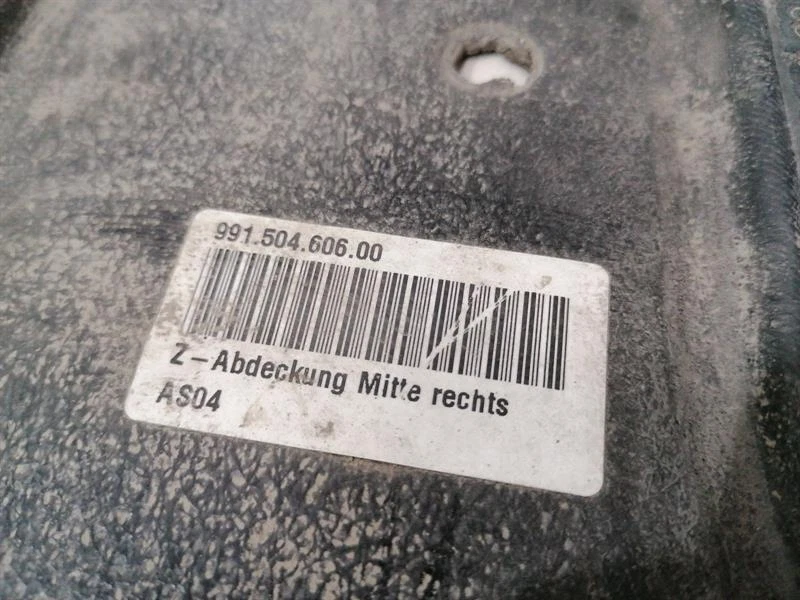 991.504.606.00
Z-Abdeckung Mitte rechts
AS04